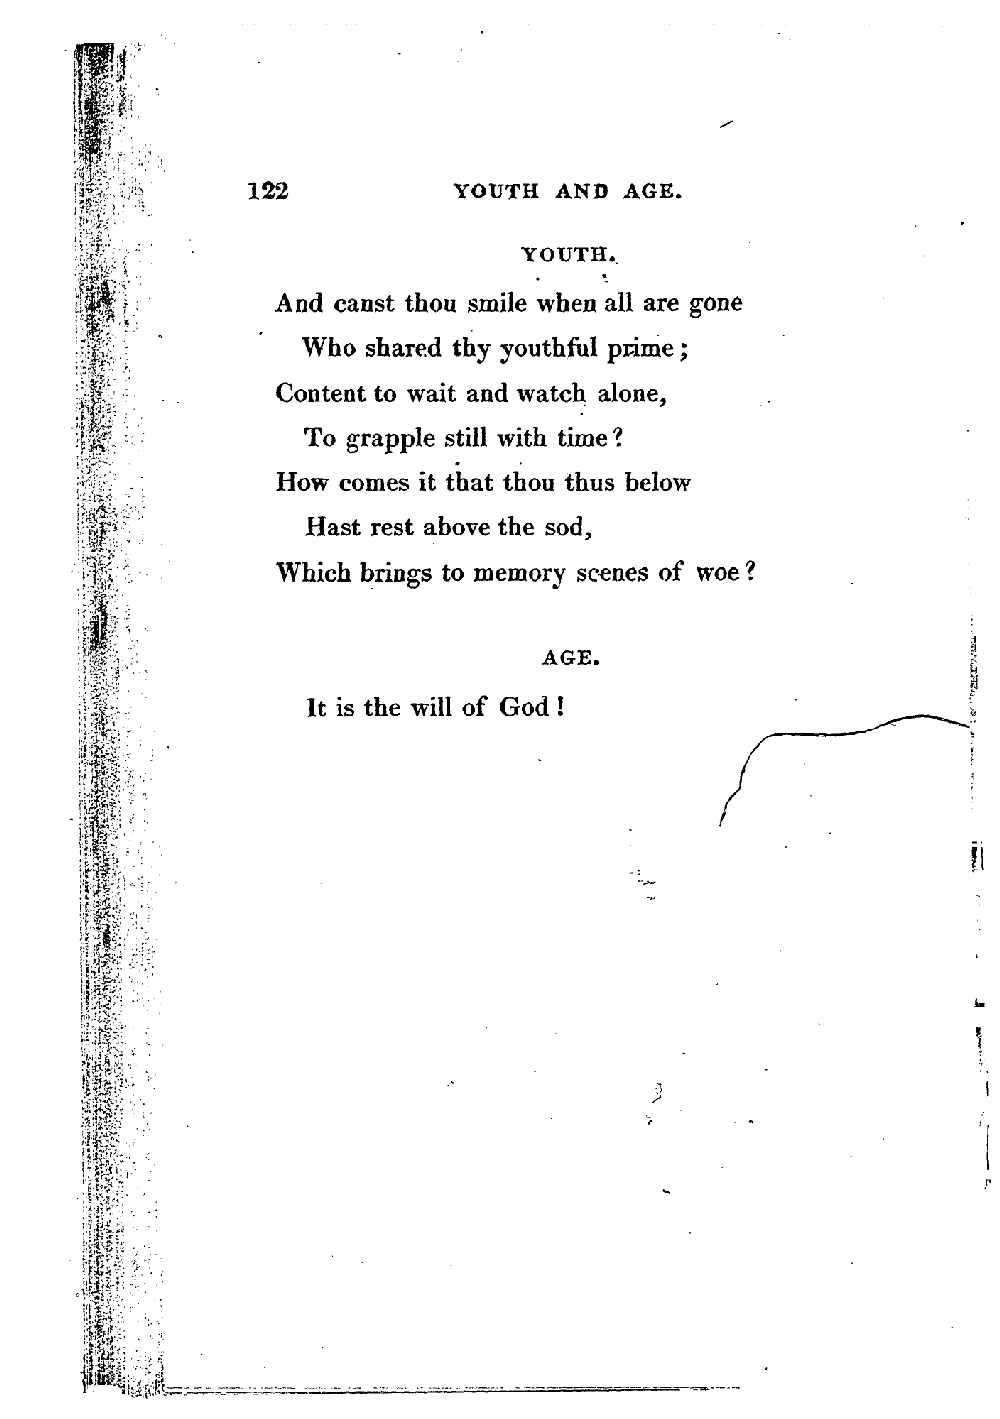 122 YOUTH AND AGE.
YOUTH.
And canst thou smile when all are gone
Who shared thy youthful prime ;
Content to wait and watch alone,
To grapple still with time ?
How comes it that thou thus below
Hast rest above the sod,
Which brings to memory scenes of woe ?
AGE.
It is the will of God !